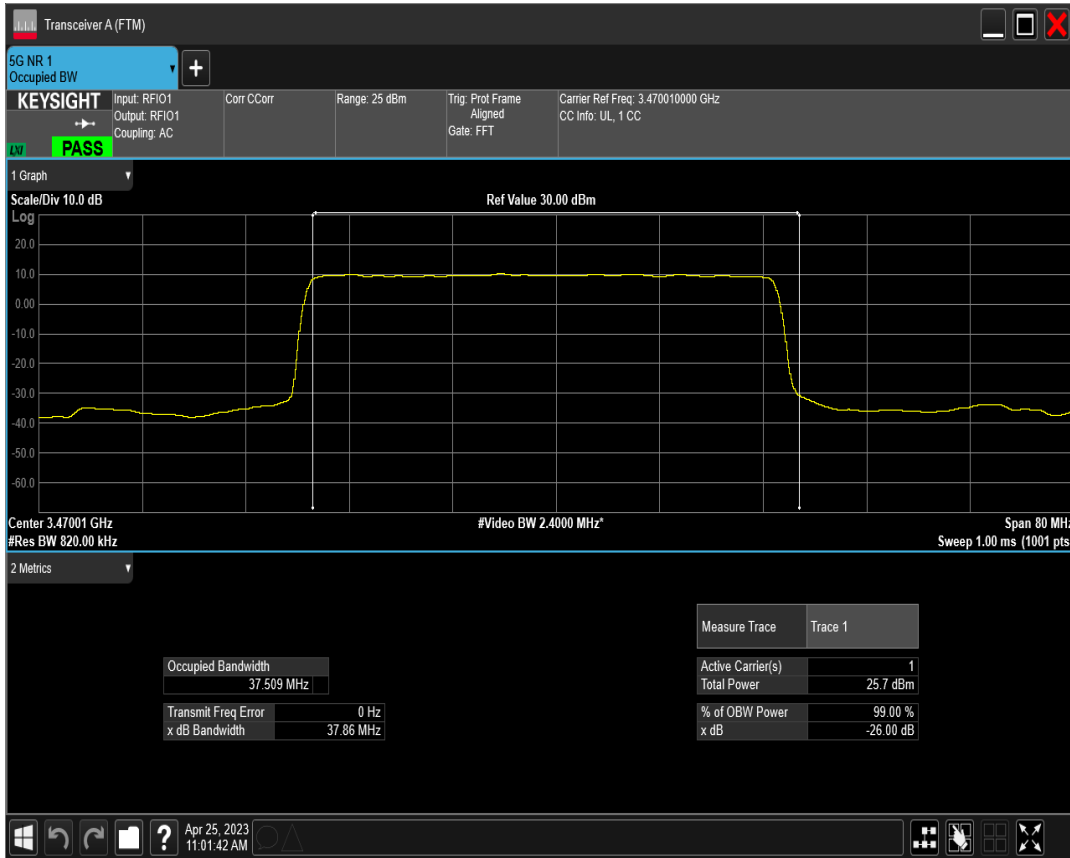 Transceiver A (FTM)
5G NR 1
Occupied BW
+
KEYSIGHT
Input: RFIO1
Output: RFIO1
Coupling: AC
LXI
PASS
Corr CCorr
Range: 25 dBm
Trig: Prot Frame
Aligned
Gate: FFT
Carrier Ref Freq: 3.470010000 GHz
CC Info: UL, 1 CC
1 Graph
Scale/Div 10.0 dB
Ref Value 30.00 dBm
Log
20.0
10.0
0.00
-10.0
-20.0
-30.0
-40.0
-50.0
-60.0
Center 3.47001 GHz
#Video BW 2.4000 MHz*
Span 80 MHz
#Res BW 820.00 kHz
Sweep 1.00 ms (1001 pts
2 Metrics
Measure Trace Trace 1
Occupied Bandwidth
37.509 MHz
Active Carrier(s) 1
Total Power 25.7 dBm
Transmit Freq Error 0 Hz
x dB Bandwidth 37.86 MHz
% of OBW Power 99.00 %
x dB -26.00 dB
?
Apr 25, 2023
11:01:42 AM